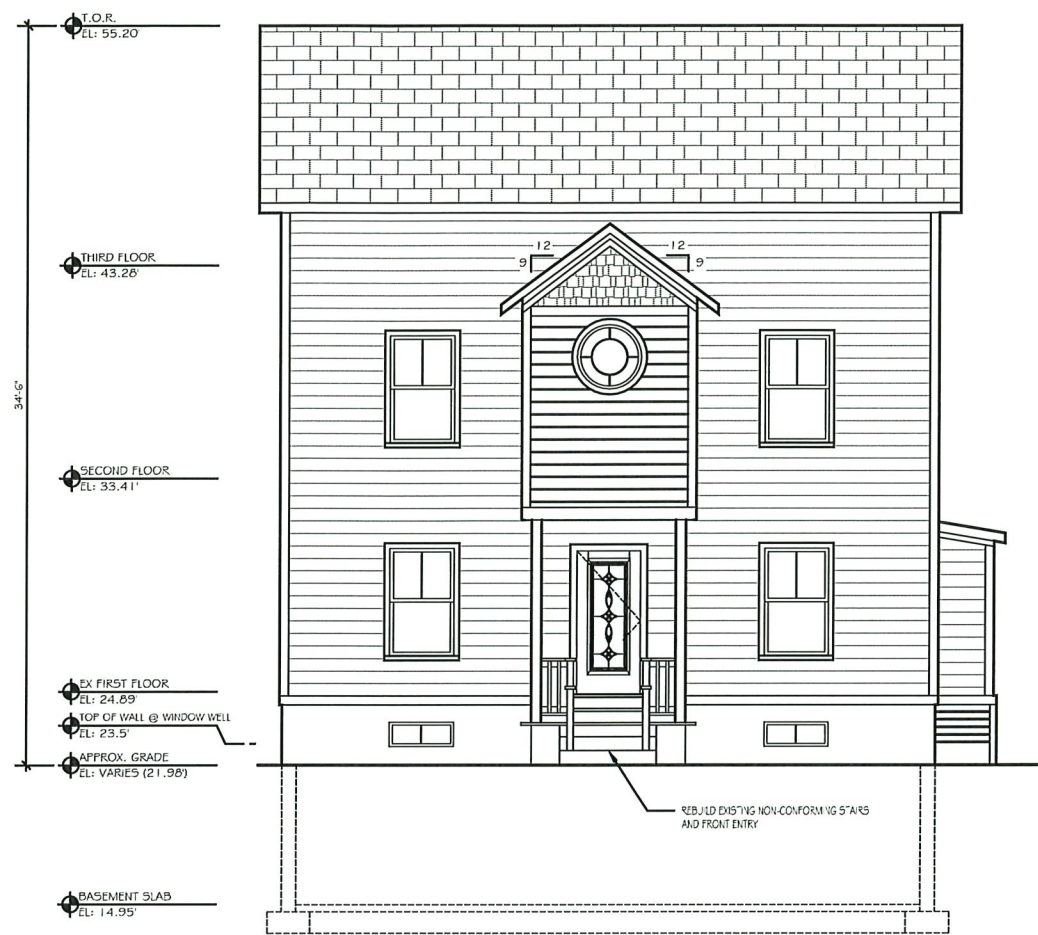 T.O.R.
EL: 55.20'
THIRD FLOOR
EL: 43.28'
12
12
9
9
34'-6"
SECOND FLOOR
EL: 33.41'
EX FIRST FLOOR
EL: 24.89'
TOP OF WALL @ WINDOW WELL
EL: 23.5'
APPROX. GRADE
EL: VARIES (21.98')
REBUILD EXISTING NON-CONFORMING STAIRS
AND FRONT ENTRY
BASEMENT SLAB
EL: 14.95'